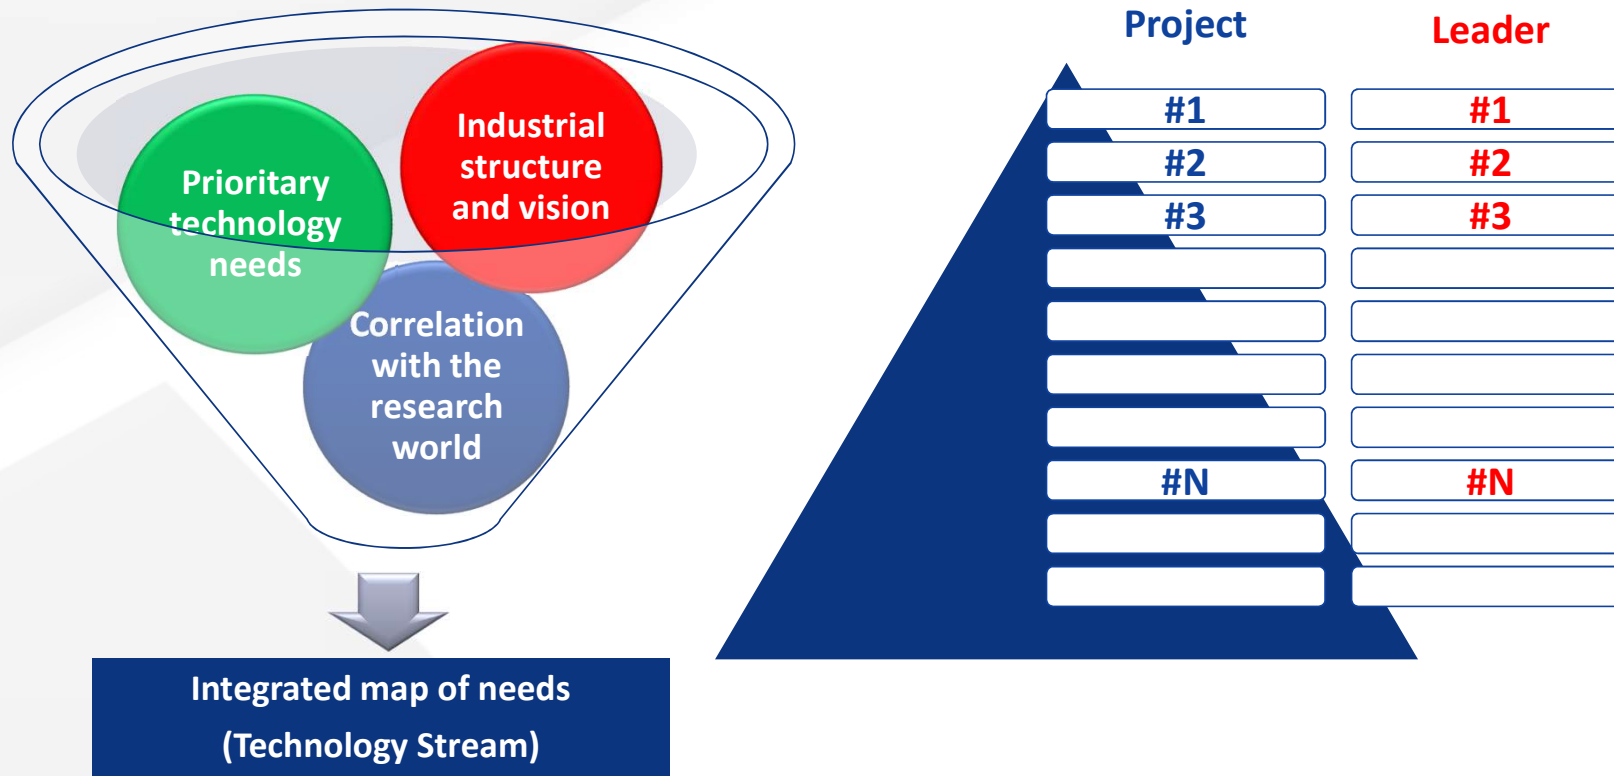 Prioritary
technology
needs
Industrial
structure
and vision
Correlation
with the
research
world
Integrated map of needs
(Technology Stream)
Project
Leader
#1
#1
#2
#2
#3
#3
#N
#N